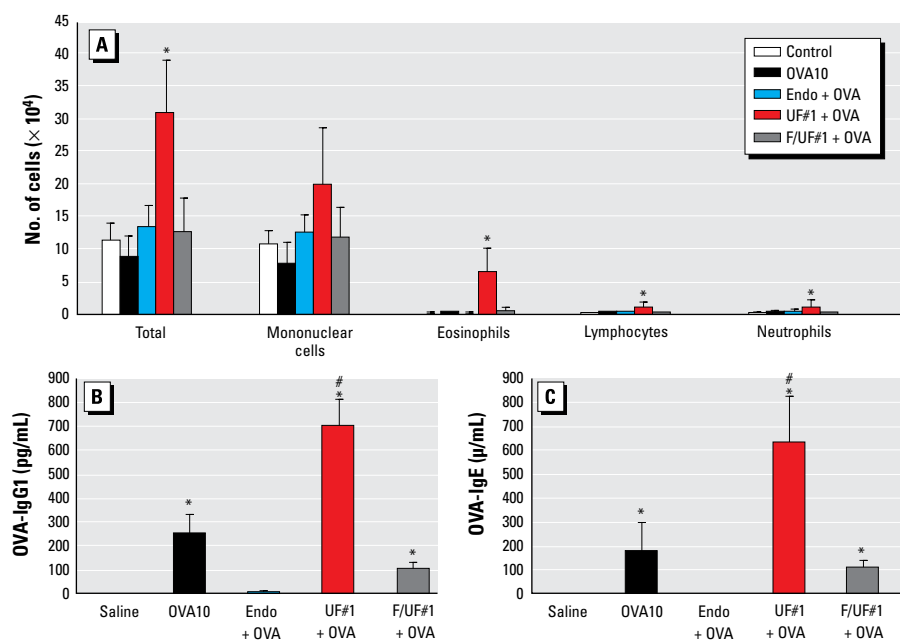 A
No. of cells (× 10⁴)
45
40
35
30
25
20
15
10
5
0
*
*
*
*
Control
OVA10
Endo + OVA
UF#1 + OVA
F/UF#1 + OVA
Total
Mononuclear
cells
Eosinophils
Lymphocytes
Neutrophils
B
OVA-IgG1 (pg/mL)
900
800
700
600
500
400
300
200
100
0
*
#
*
*
Saline
OVA10
Endo
+ OVA
UF#1
+ OVA
F/UF#1
+ OVA
C
OVA-IgE (µ/mL)
900
800
700
600
500
400
300
200
100
0
*
#
*
*
Saline
OVA10
Endo
+ OVA
UF#1
+ OVA
F/UF#1
+ OVA